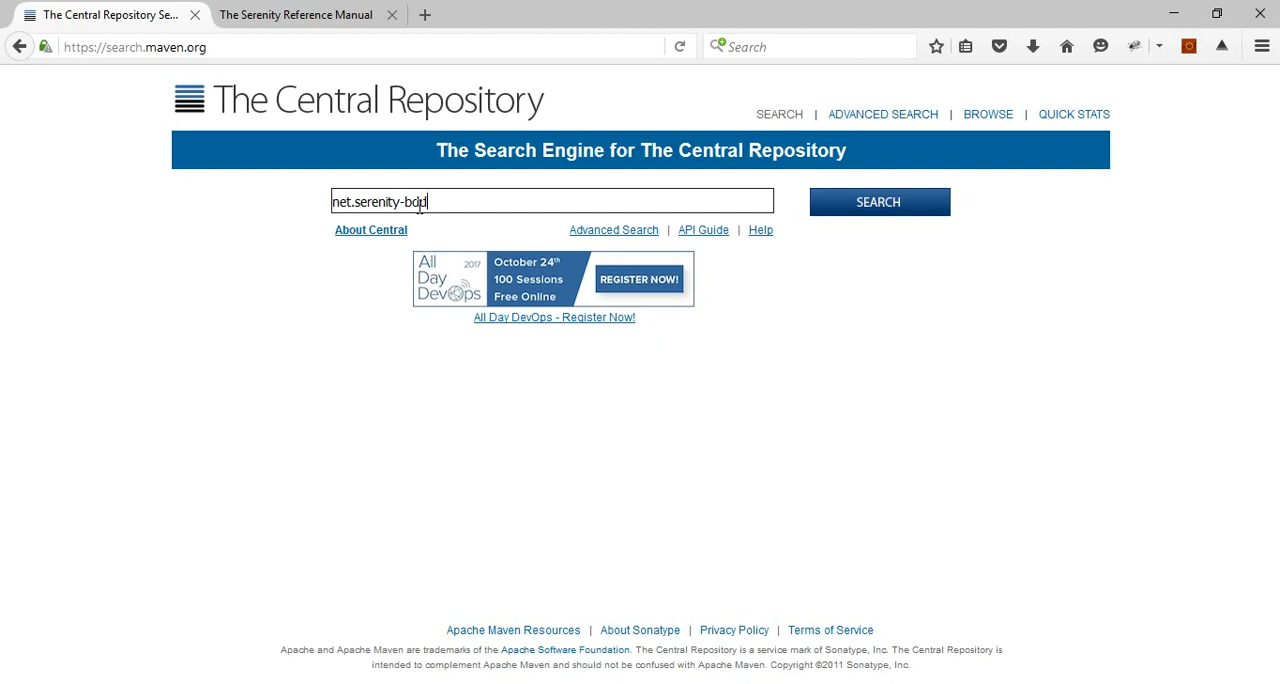 The Central Repository Se...
The Serenity Reference Manual
https://search.maven.org
Search
The Central Repository
SEARCH | ADVANCED SEARCH | BROWSE | QUICK STATS
The Search Engine for The Central Repository
net.serenity-bdd
SEARCH
About Central
Advanced Search | API Guide | Help
All Day DevOps 2017
October 24th
100 Sessions
Free Online
REGISTER NOW!
All Day DevOps - Register Now!
Apache Maven Resources | About Sonatype | Privacy Policy | Terms of Service
Apache and Apache Maven are trademarks of the Apache Software Foundation. The Central Repository is a service mark of Sonatype, Inc. The Central Repository is
intended to complement Apache Maven and should not be confused with Apache Maven. Copyright ©2011 Sonatype, Inc.